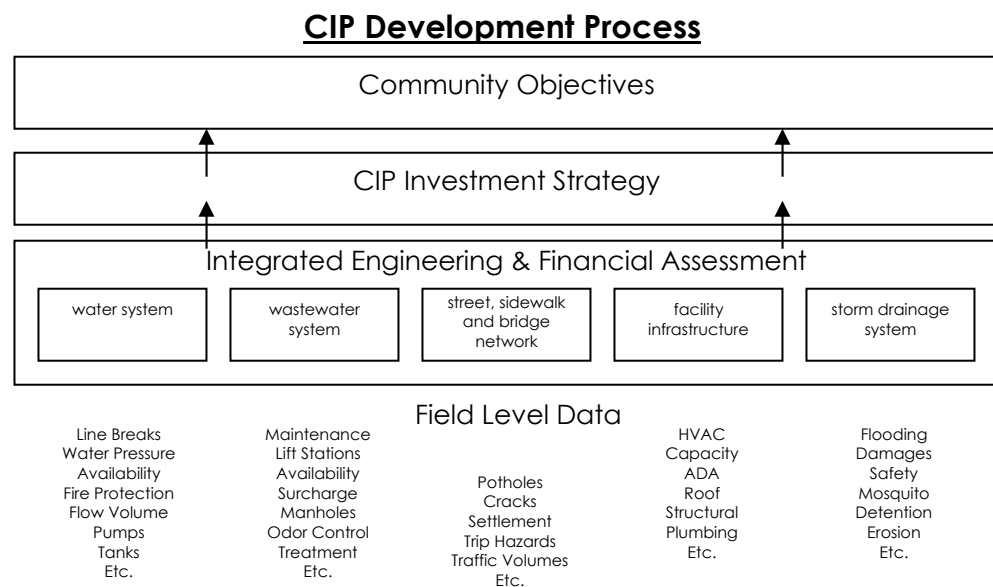 CIP Development Process
Community Objectives
CIP Investment Strategy
Integrated Engineering & Financial Assessment
water system
wastewater
system
street, sidewalk
and bridge
network
facility
infrastructure
storm drainage
system
Field Level Data
Line Breaks
Water Pressure
Availability
Fire Protection
Flow Volume
Pumps
Tanks
Etc.
Maintenance
Lift Stations
Availability
Surcharge
Manholes
Odor Control
Treatment
Etc.
Potholes
Cracks
Settlement
Trip Hazards
Traffic Volumes
Etc.
HVAC
Capacity
ADA
Roof
Structural
Plumbing
Etc.
Flooding
Damages
Safety
Mosquito
Detention
Erosion
Etc.